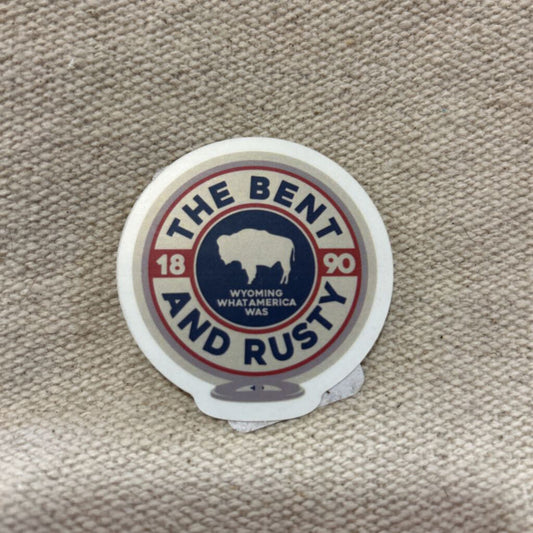 THE BENT
18 90
WYOMING
WHATAMERICA
WAS
AND RUSTY